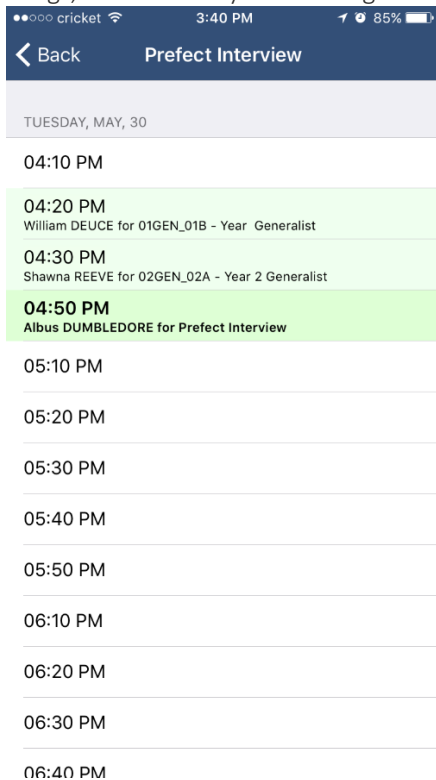 cricket 3:40 PM 85%
Back Prefect Interview
TUESDAY, MAY, 30
04:10 PM
04:20 PM
William DEUCE for 01GEN_01B - Year  Generalist
04:30 PM
Shawna REEVE for 02GEN_02A - Year 2 Generalist
04:50 PM
Albus DUMBLEDORE for Prefect Interview
05:10 PM
05:20 PM
05:30 PM
05:40 PM
05:50 PM
06:10 PM
06:20 PM
06:30 PM
06:40 PM